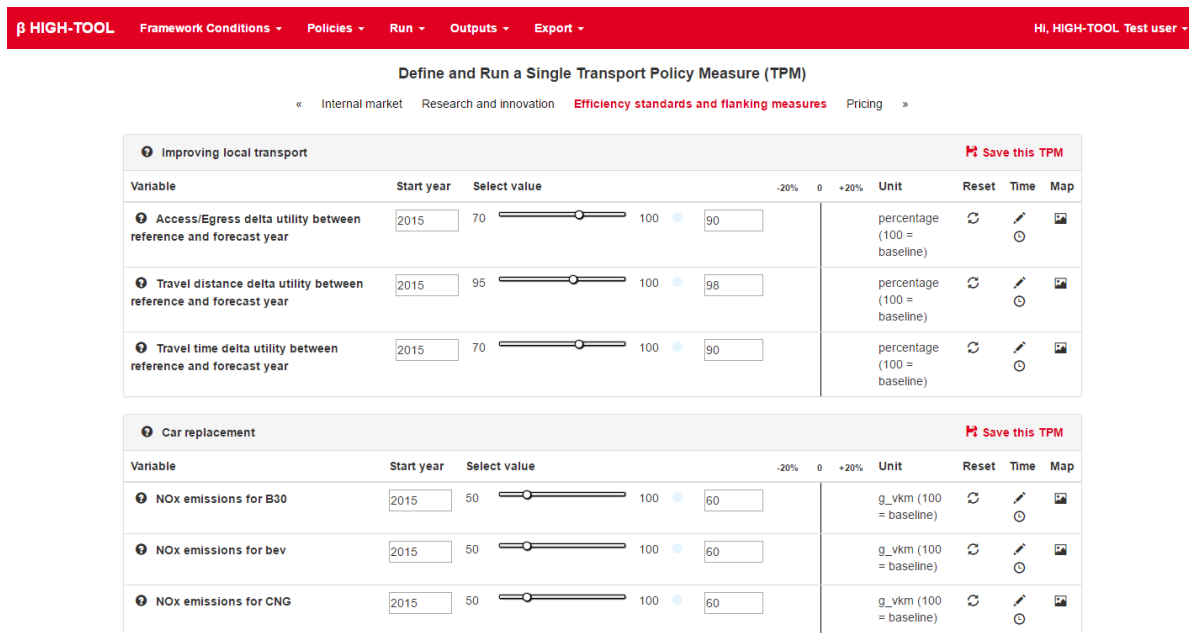 β HIGH-TOOL Framework Conditions Policies Run Outputs Export Hi, HIGH-TOOL Test user
Define and Run a Single Transport Policy Measure (TPM)
« Internal market Research and innovation Efficiency standards and flanking measures Pricing »
Improving local transport Save this TPM
Variable Start year Select value -20% 0 +20% Unit Reset Time Map
Access/Egress delta utility between 2015 70 100 90 percentage
reference and forecast year (100 =
baseline)
Travel distance delta utility between 2015 95 100 98 percentage
reference and forecast year (100 =
baseline)
Travel time delta utility between 2015 70 100 90 percentage
reference and forecast year (100 =
baseline)
Car replacement Save this TPM
Variable Start year Select value -20% 0 +20% Unit Reset Time Map
NOx emissions for B30 2015 50 100 60 g_vkm (100
= baseline)
NOx emissions for bev 2015 50 100 60 g_vkm (100
= baseline)
NOx emissions for CNG 2015 50 100 60 g_vkm (100
= baseline)